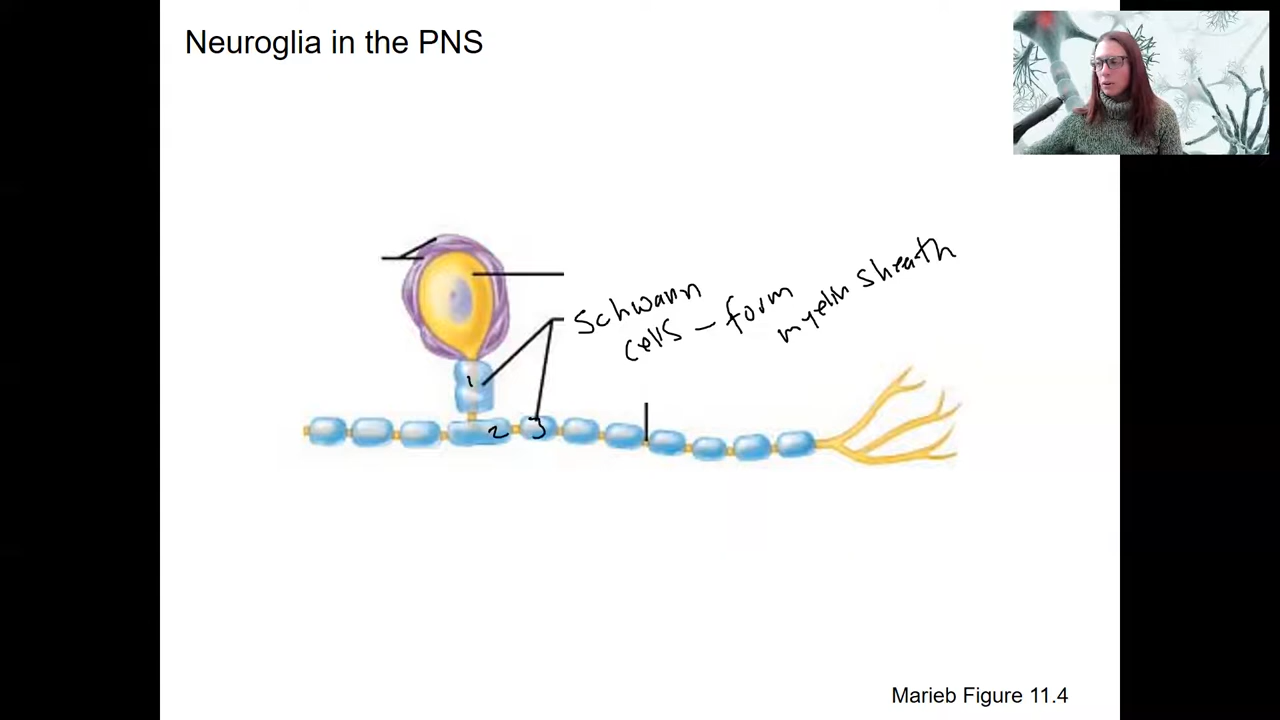 Neuroglia in the PNS
Schwann
cells – form
myelin sheath
1
2
3
Marieb Figure 11.4